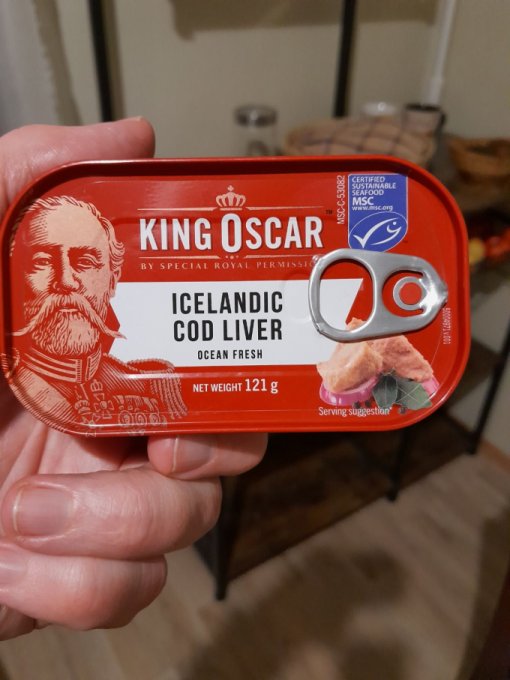 KING OSCAR
BY SPECIAL ROYAL
ICELANDIC
COD LIVER
OCEAN FRESH
NET WEIGHT 121 g
Serving suggestion
MSC-C-53082
CERTIFIED
SUSTAINABLE
SEAFOOD
MSC
www.msc.org
TM